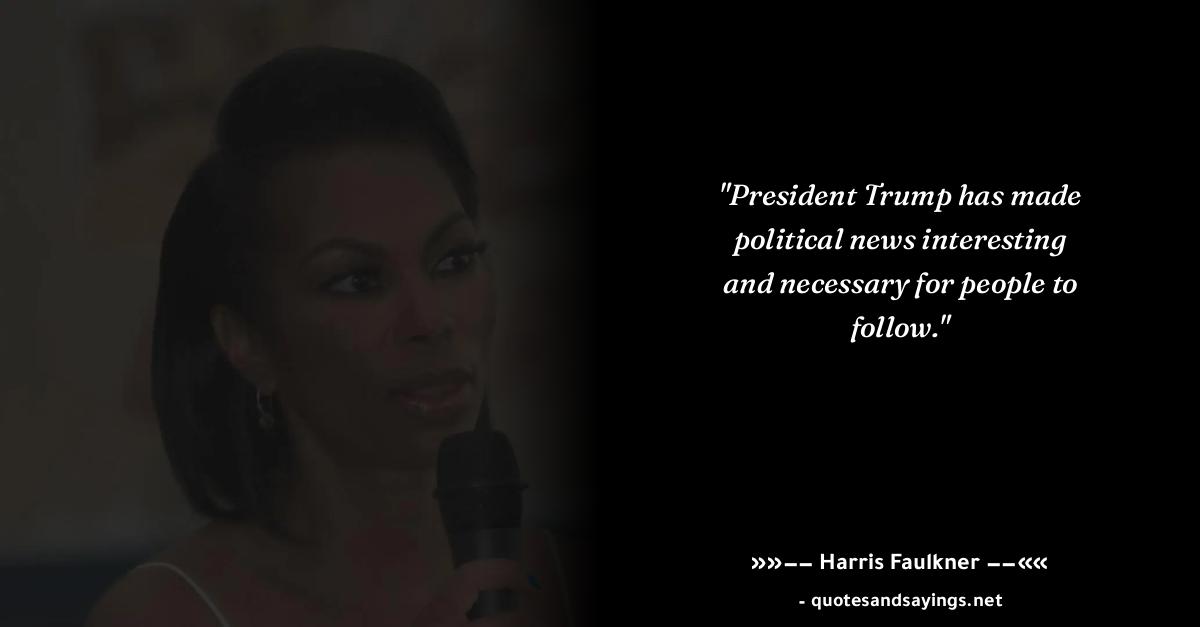 "President Trump has made
political news interesting
and necessary for people to
follow."
»»–– Harris Faulkner ––««
- quotesandsayings.net